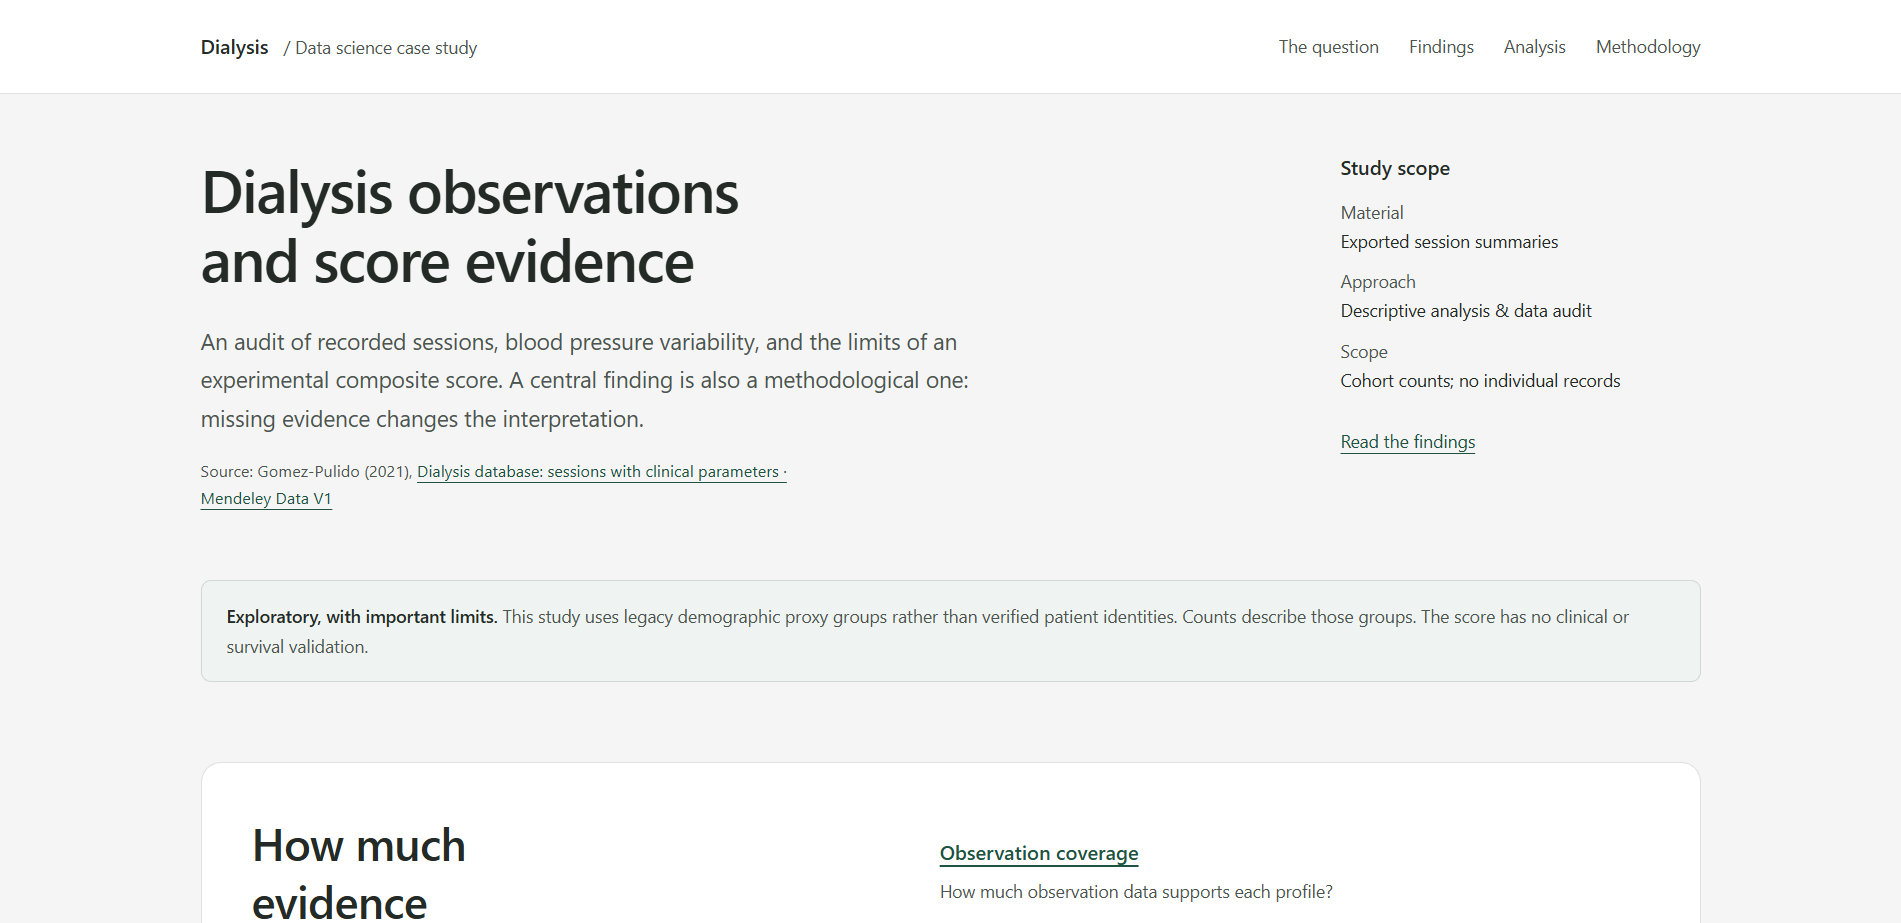 Dialysis / Data science case study
The question Findings Analysis Methodology
Dialysis observations
and score evidence
An audit of recorded sessions, blood pressure variability, and the limits of an
experimental composite score. A central finding is also a methodological one:
missing evidence changes the interpretation.
Source: Gomez-Pulido (2021), Dialysis database: sessions with clinical parameters ·
Mendeley Data V1
Study scope
Material
Exported session summaries
Approach
Descriptive analysis & data audit
Scope
Cohort counts; no individual records
Read the findings
Exploratory, with important limits. This study uses legacy demographic proxy groups rather than verified patient identities. Counts describe those groups. The score has no clinical or
survival validation.
How much
evidence
Observation coverage
How much observation data supports each profile?